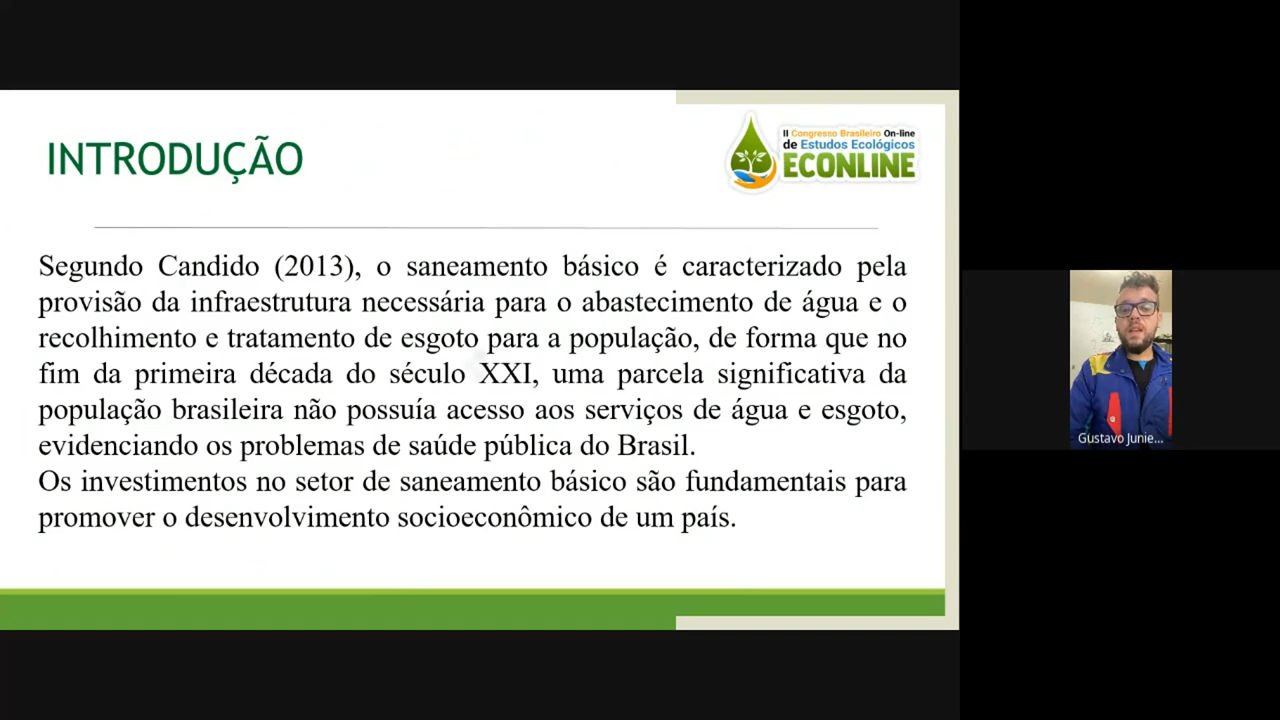 INTRODUÇÃO
II Congresso Brasileiro On-line
de Estudos Ecológicos
ECONLINE
Segundo Candido (2013), o saneamento básico é caracterizado pela
provisão da infraestrutura necessária para o abastecimento de água e o
recolhimento e tratamento de esgoto para a população, de forma que no
fim da primeira década do século XXI, uma parcela significativa da
população brasileira não possuía acesso aos serviços de água e esgoto,
evidenciando os problemas de saúde pública do Brasil.
Os investimentos no setor de saneamento básico são fundamentais para
promover o desenvolvimento socioeconômico de um país.
Gustavo Junie...